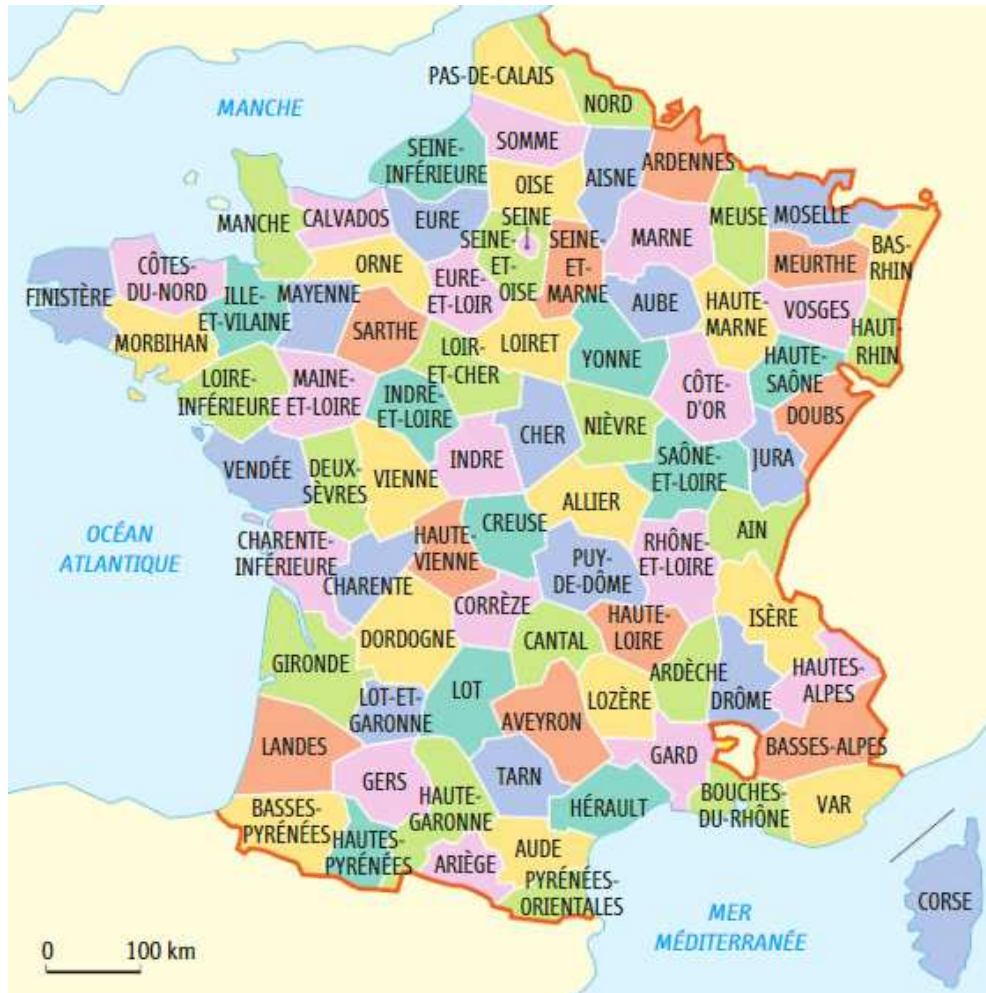 PAS-DE-CALAIS
NORD
MANCHE
SOMME
SEINE-
INFÉRIEURE
ARDENNES
OISE
AISNE
SEINE
MANCHE
CALVADOS
EURE
MEUSE
MOSELLE
MARNE
BAS-
RHIN
SEINE-
ET-
OISE
SEINE-
ET-
MARNE
MEURTHE
ORNE
CÔTES-
DU-NORD
EURE-
ET-LOIR
FINISTÈRE
ILLE-
ET-VILAINE
MAYENNE
AUBE
HAUTE-
MARNE
VOSGES
MORBIHAN
SARTHE
LOIRET
HAUT-
RHIN
LOIR-
ET-CHER
YONNE
HAUTE-
SAÔNE
LOIRE-
INFÉRIEURE
MAINE-
ET-LOIRE
INDRE-
ET-LOIRE
CÔTE-
D'OR
DOUBS
CHER
NIÈVRE
VENDÉE
DEUX-
SÈVRES
VIENNE
INDRE
SAÔNE-
ET-LOIRE
JURA
ALLIER
OCÉAN
ATLANTIQUE
CHARENTE-
INFÉRIEURE
HAUTE-
VIENNE
CREUSE
AIN
RHÔNE-
ET-LOIRE
PUY-
DE-DÔME
CHARENTE
CORRÈZE
ISÈRE
HAUTE-
LOIRE
DORDOGNE
CANTAL
GIRONDE
ARDÈCHE
HAUTES-
ALPES
LOT-ET-
GARONNE
LOT
LOZÈRE
DRÔME
AVEYRON
LANDES
GARD
BASSES-ALPES
GERS
TARN
HAUTE-
GARONNE
HÉRAULT
BOUCHES-
DU-RHÔNE
VAR
BASSES-
PYRÉNÉES
HAUTES-
PYRÉNÉES
ARIÈGE
AUDE
PYRÉNÉES-
ORIENTALES
CORSE
MER
MÉDITERRANÉE
0 100 km